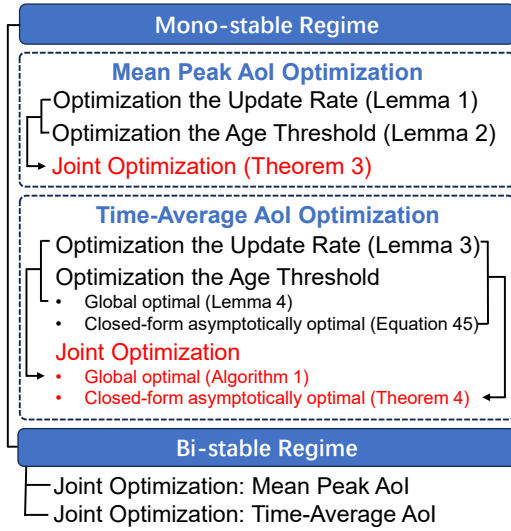 Mono-stable Regime
Mean Peak AoI Optimization
Optimization the Update Rate (Lemma 1)
Optimization the Age Threshold (Lemma 2)
Joint Optimization (Theorem 3)
Time-Average AoI Optimization
Optimization the Update Rate (Lemma 3)
Optimization the Age Threshold
• Global optimal (Lemma 4)
• Closed-form asymptotically optimal (Equation 45)
Joint Optimization
• Global optimal (Algorithm 1)
• Closed-form asymptotically optimal (Theorem 4)
Bi-stable Regime
Joint Optimization: Mean Peak AoI
Joint Optimization: Time-Average AoI